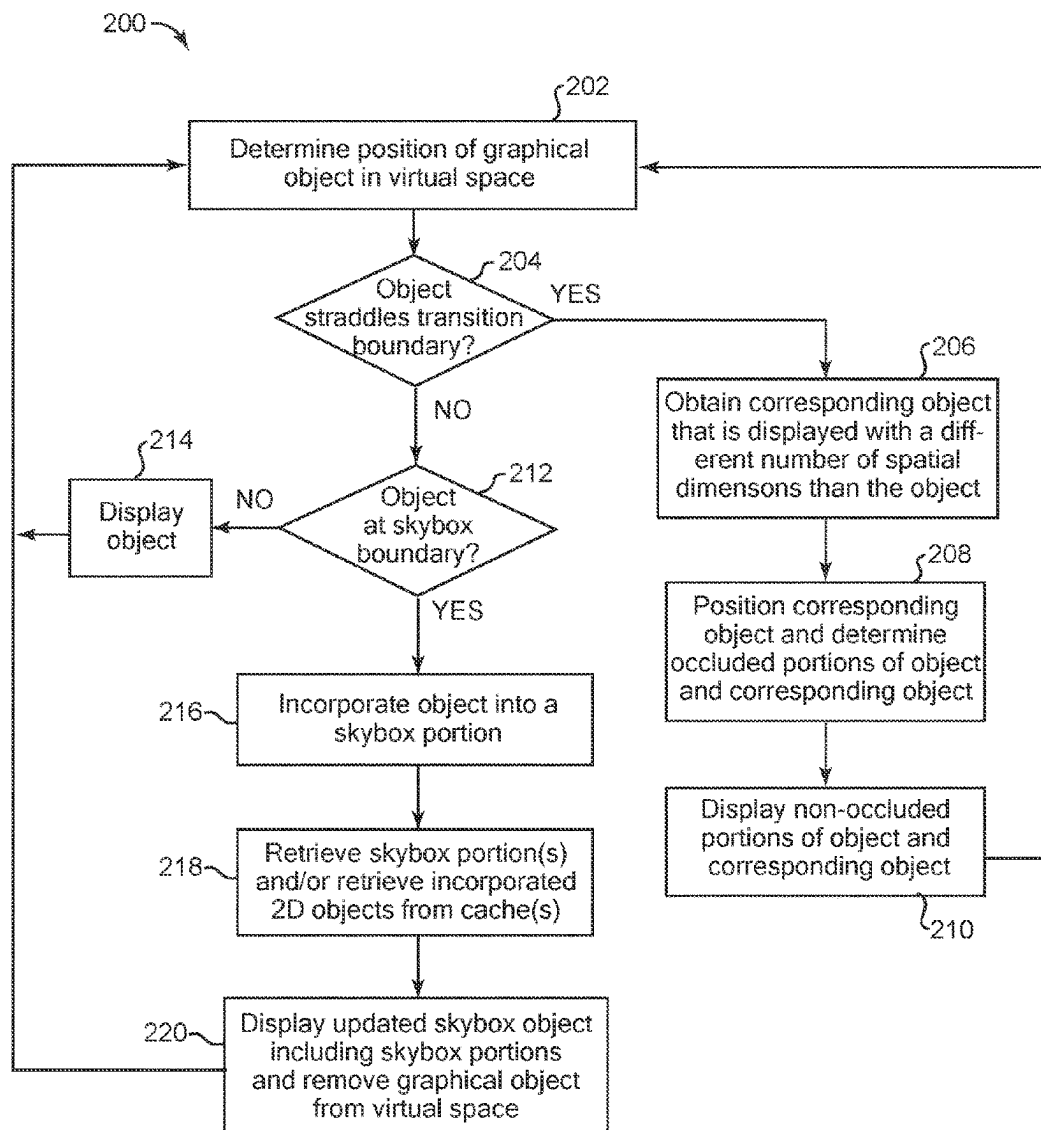 200
202
Determine position of graphical
object in virtual space
204
Object
straddles transition
boundary?
YES
NO
206
Obtain corresponding object
that is displayed with a dif-
erent number of spatial
dimensons than the object
214
Display
object
NO
212
Object
at skybox
boundary?
YES
208
Position corresponding
object and determine
occluded portions of object
and corresponding object
216
Incorporate object into a
skybox portion
218
Retrieve skybox portion(s)
and/or retrieve incorporated
2D objects from cache(s)
Display non-occluded
portions of object and
corresponding object
210
220
Display updated skybox object
including skybox portions
and remove graphical object
from virtual space